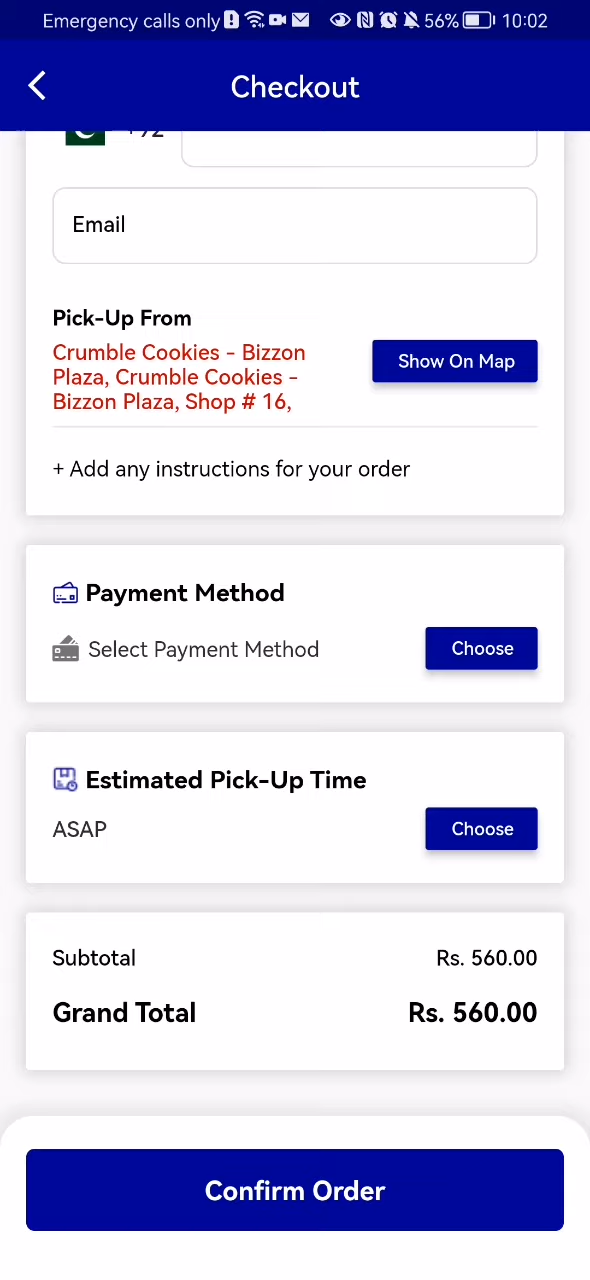 Emergency calls only 56% 10:02
Checkout
+92
Email
Pick-Up From
Crumble Cookies - Bizzon
Plaza, Crumble Cookies -
Bizzon Plaza, Shop # 16,
Show On Map
+ Add any instructions for your order
Payment Method
Select Payment Method
Choose
Estimated Pick-Up Time
ASAP
Choose
Subtotal Rs. 560.00
Grand Total Rs. 560.00
Confirm Order